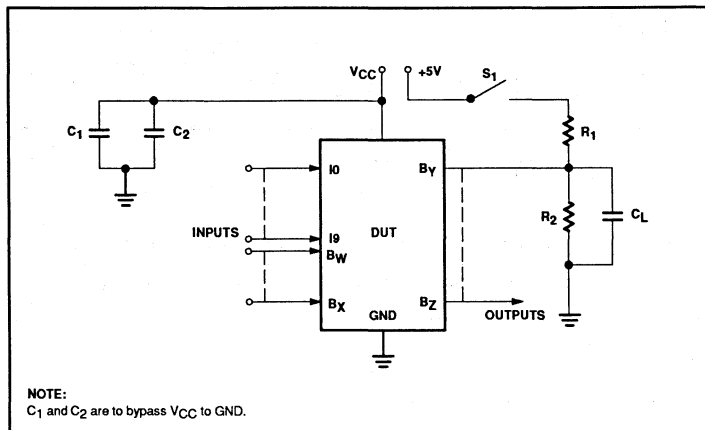 VCC +5V S1
C1 C2 R1
I0 BY
R2 CL
INPUTS I9 DUT
BW
BX BZ
GND OUTPUTS
NOTE:
C1 and C2 are to bypass VCC to GND.